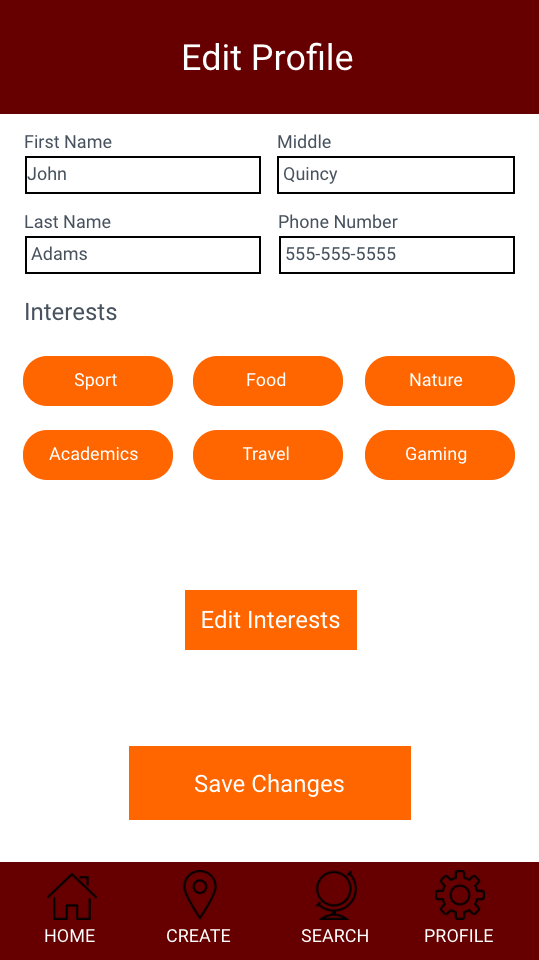 Edit Profile
First Name
Middle
John
Quincy
Last Name
Phone Number
Adams
555-555-5555
Interests
Sport
Food
Nature
Academics
Travel
Gaming
Edit Interests
Save Changes
HOME
CREATE
SEARCH
PROFILE